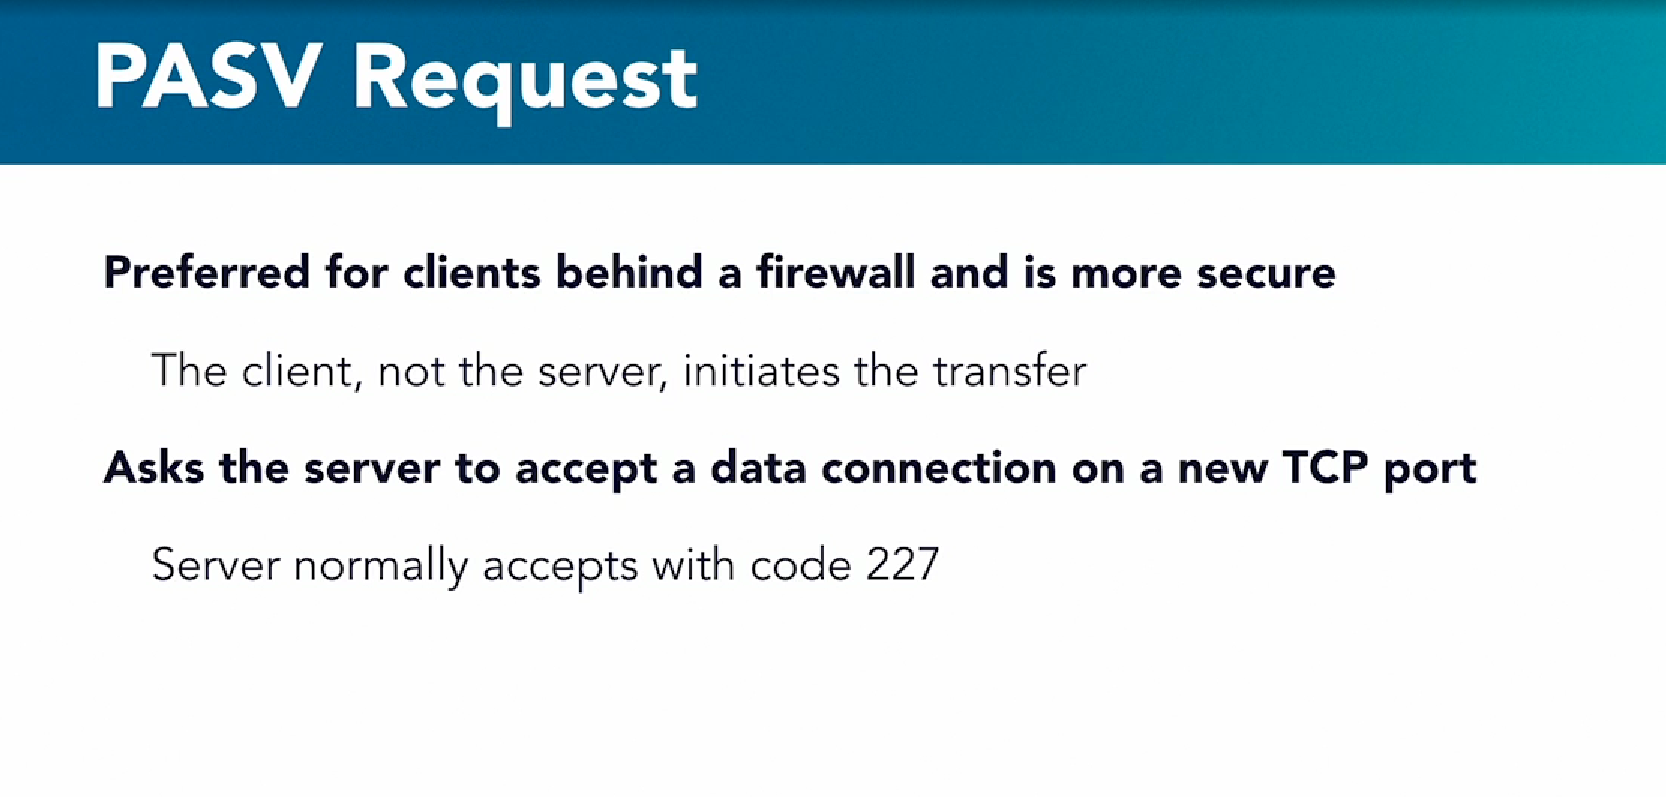 PASV Request
Preferred for clients behind a firewall and is more secure
The client, not the server, initiates the transfer
Asks the server to accept a data connection on a new TCP port
Server normally accepts with code 227